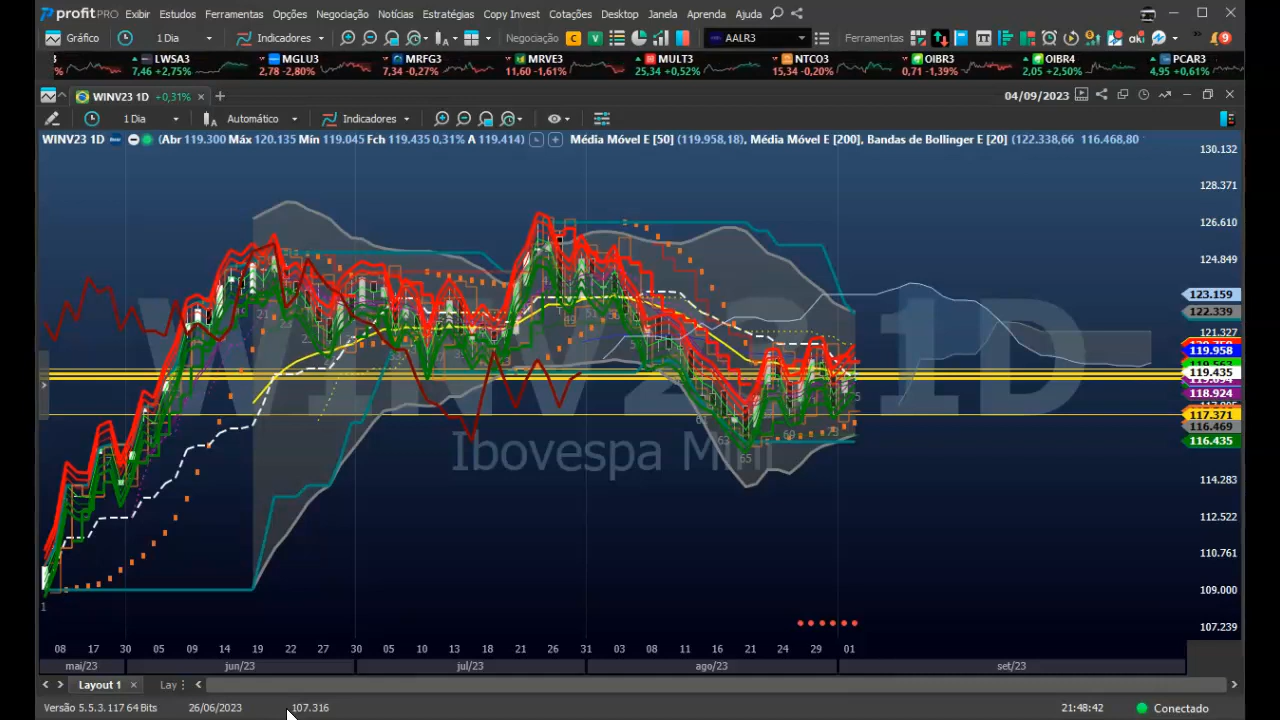 profit PRO Exibir Estudos Ferramentas Opções Negociação Notícias Estratégias Copy Invest Cotações Desktop Janela Aprenda Ajuda
Gráfico 1 Dia Indicadores Negociação C V AALR3 Ferramentas aki 9
LWSA3 MGLU3 MRFG3 MRVE3 MULT3 NTCO3 OIBR3 OIBR4 PCAR3
7,46 +2,75% 2,78 -2,80% 7,34 -0,27% 11,60 -1,61% 25,34 +0,52% 15,34 -0,20% 0,71 -1,39% 2,05 +2,50% 4,95 +0,61%
WINV23 1D +0,31% 04/09/2023
1 Dia Automático Indicadores
WINV23 1D (Abr 119.300 Máx 120.135 Mín 119.045 Fch 119.435 0,31% A 119.414) Média Móvel E [50] (119.958,18), Média Móvel E [200], Bandas de Bollinger E [20] (122.338,66 116.468,80
130.132
128.371
126.610
124.849
123.159
122.339
121.327
119.958
119.435
118.924
117.371
116.469
116.435
114.283
112.522
110.761
109.000
107.239
WINV23 1D
Ibovespa Mini
1
65
08 17 30 05 09 14 19 22 27 30 05 10 13 18 21 26 31 03 08 11 16 21 24 29 01
mai/23 jun/23 jul/23 ago/23 set/23
Layout 1 Lay
Versão 5.5.3.117 64 Bits 26/06/2023 107.316 21:48:42 Conectado